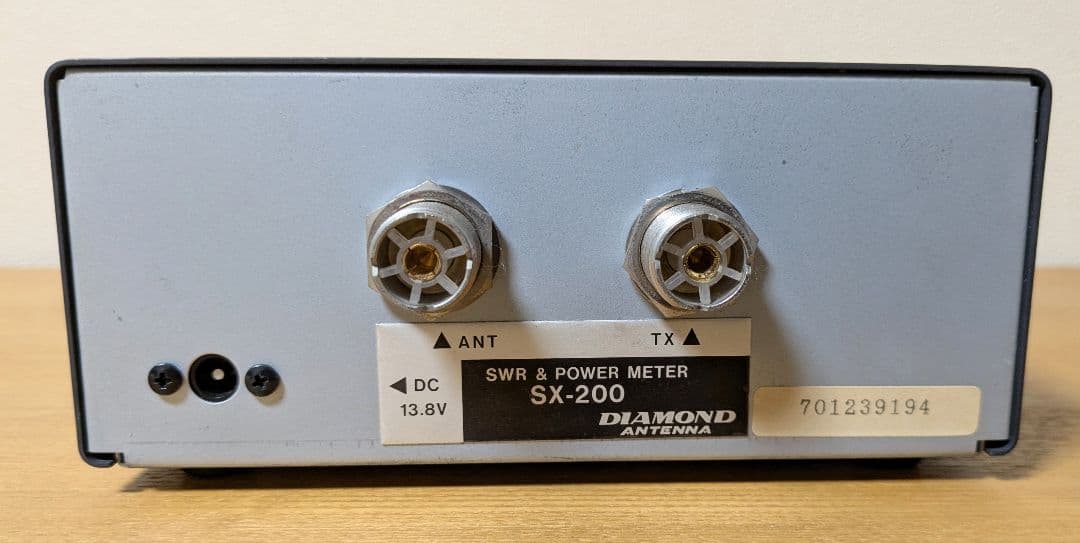 ▲ANT
TX▲
◀DC
13.8V
SWR & POWER METER
SX-200
DIAMOND
ANTENNA
701239194